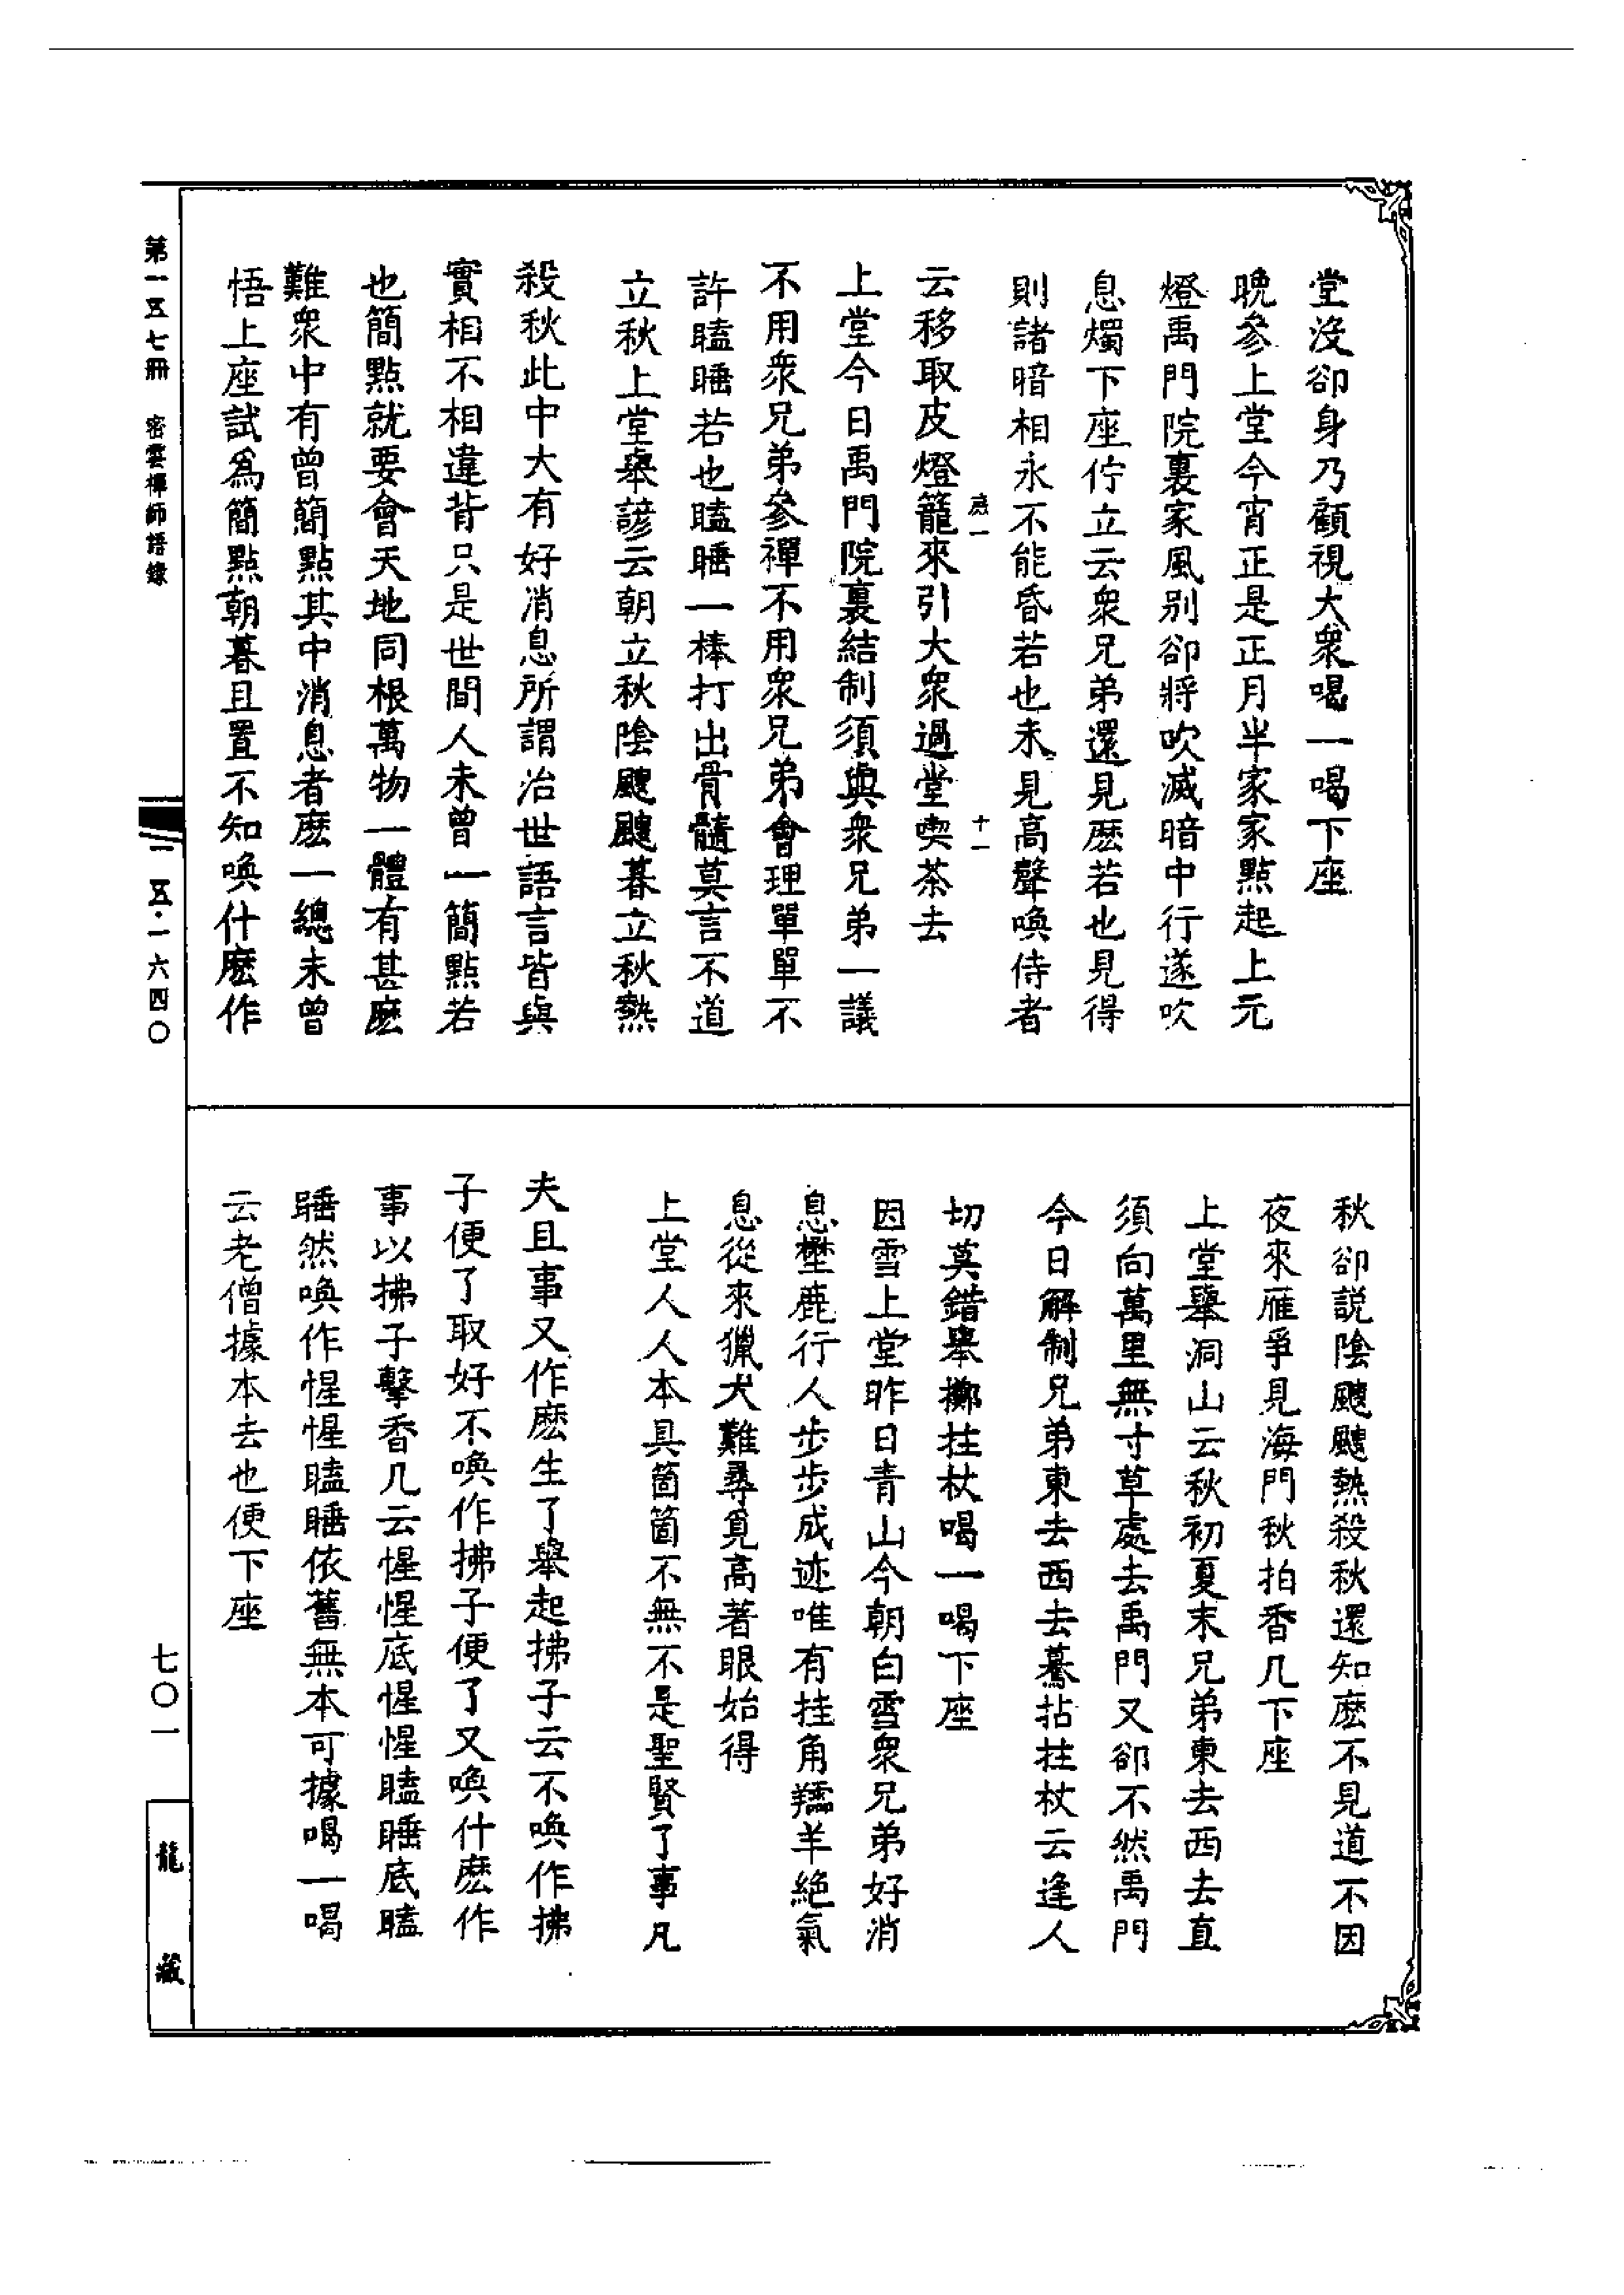 堂沒卻身乃顧視大衆喝一喝下座
晚參上堂今宵正是正月半家家點起上元
燈禹門院裏家風別卻將吹滅暗中行遂吹
息燭下座佇立云衆兄弟還見麽若也見得
則諸暗相永不能昏若也未見高聲喚侍者
云移取皮燈籠來引大衆過堂喫茶去
十一
上堂今日禹門院裏結制須與衆兄弟一議
不用衆兄弟參禪不用衆兄弟會理單單不
許瞌睡若也瞌睡一棒打出骨髓莫言不道
立秋上堂舉諺云朝立秋陰颼颼暮立秋熱
殺秋此中大有好消息所謂治世語言皆與
實相不相違背只是世間人未曾一簡點若
也簡點就要會天地同根萬物一體有甚麽
難衆中有曾簡點其中消息者麽一總未曾
悟上座試爲簡點朝暮且置不知喚什麽作
秋卻説陰颼颼熱殺秋還知麽不見道不因
夜來雁爭見海門秋拍香几下座
上堂舉洞山云秋初夏末兄弟東去西去直
須向萬里無寸草處去禹門又卻不然禹門
今日解制兄弟東去西去驀拈拄杖云逢人
切莫錯舉擲拄杖喝一喝下座
因雪上堂昨日青山今朝白雪衆兄弟好消
息壄鹿行人步步成迹唯有挂角羺羊絕氣
息從來獵犬難尋覓高著眼始得
上堂人人本具箇箇不無不是聖賢了事凡
夫且事又作麽生了舉起拂子云不喚作拂
子便了取好不喚作拂子便了又喚什麽作
事以拂子擊香几云惺惺底惺惺瞌睡底瞌
睡然喚作惺惺瞌睡依舊無本可據喝一喝
云老僧據本去也便下座
第一五七冊　密雲禪師語錄
一五·一六四〇
七〇一
龍藏